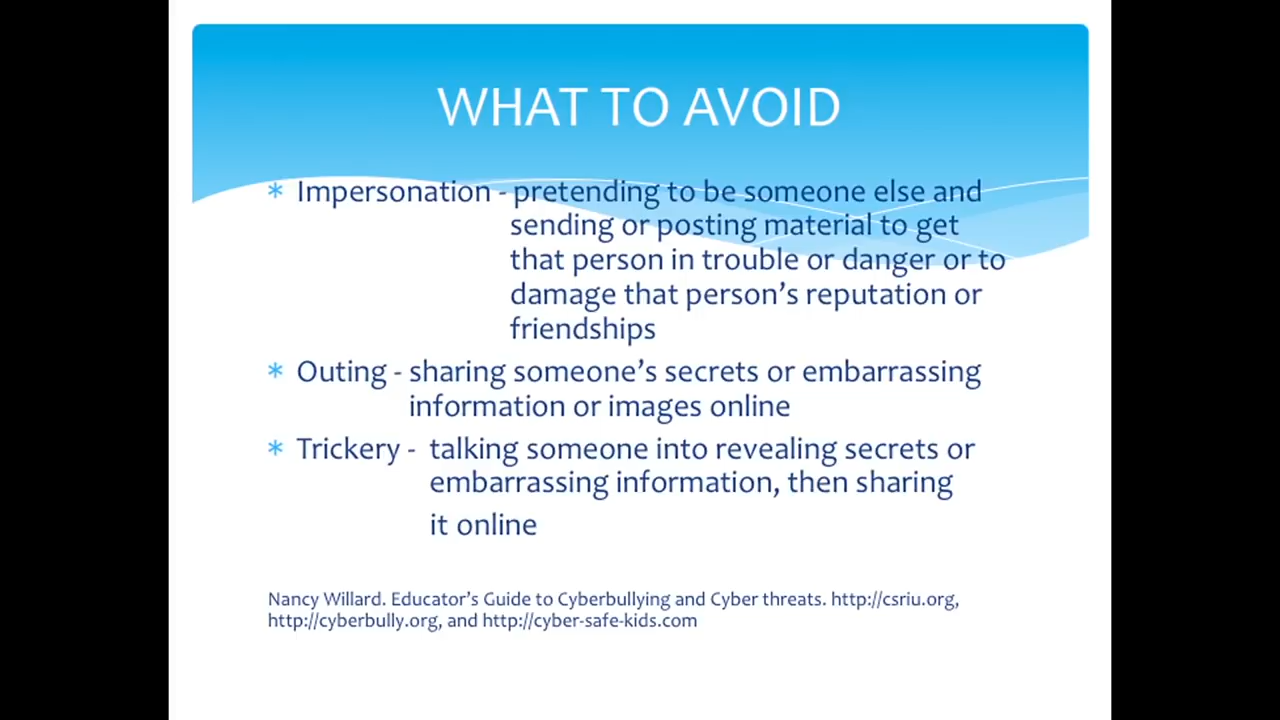 WHAT TO AVOID
* Impersonation - pretending to be someone else and
sending or posting material to get
that person in trouble or danger or to
damage that person’s reputation or
friendships
* Outing - sharing someone’s secrets or embarrassing
information or images online
* Trickery - talking someone into revealing secrets or
embarrassing information, then sharing
it online
Nancy Willard. Educator’s Guide to Cyberbullying and Cyber threats. http://csriu.org,
http://cyberbully.org, and http://cyber-safe-kids.com